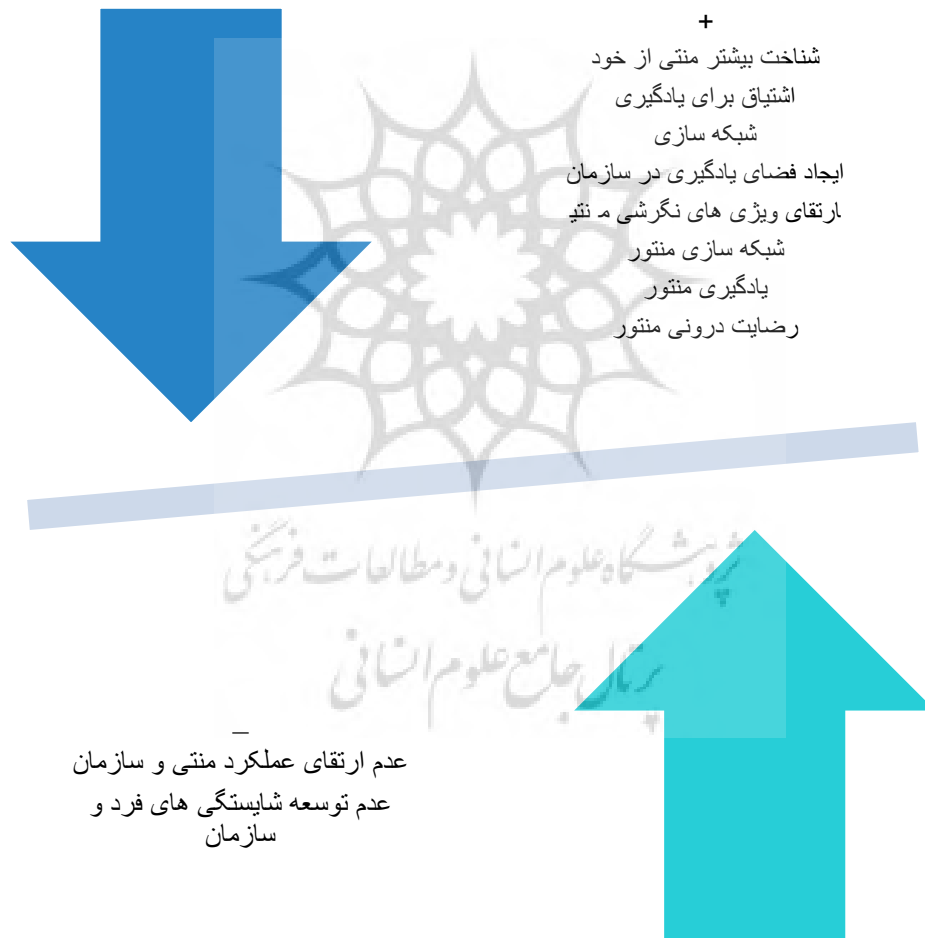 +
شناخت بیشتر منتی از خود
اشتیاق برای یادگیری
شبکه سازی
ایجاد فضای یادگیری در سازمان
ارتقای ویژی های نگرشی م نتی
شبکه سازی منتور
یادگیری منتور
رضایت درونی منتور
پژوهشگاه علوم انسانی و مطالعات فرهنگی
پرتال جامع علوم انسانی
_
عدم ارتقای عملکرد منتی و سازمان
عدم توسعه شایستگی های فرد و
سازمان